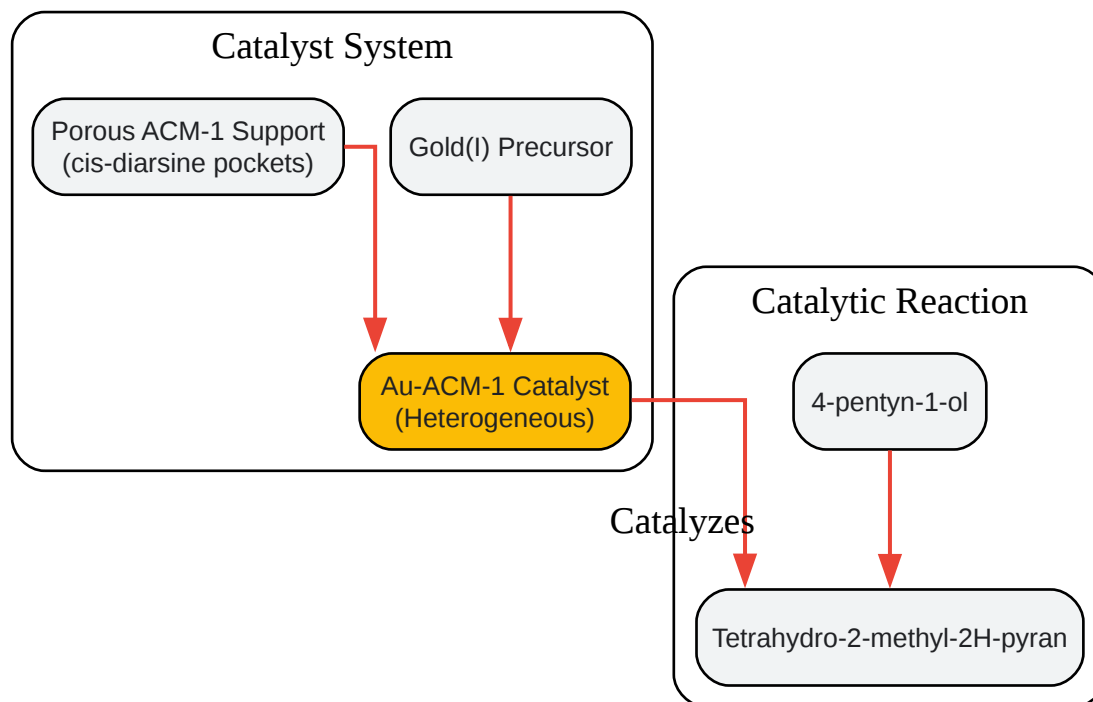 Catalyst System
Porous ACM-1 Support
(cis-diarsine pockets)
Gold(I) Precursor
Au-ACM-1 Catalyst
(Heterogeneous)
Catalytic Reaction
4-pentyn-1-ol
Catalyzes
Tetrahydro-2-methyl-2H-pyran